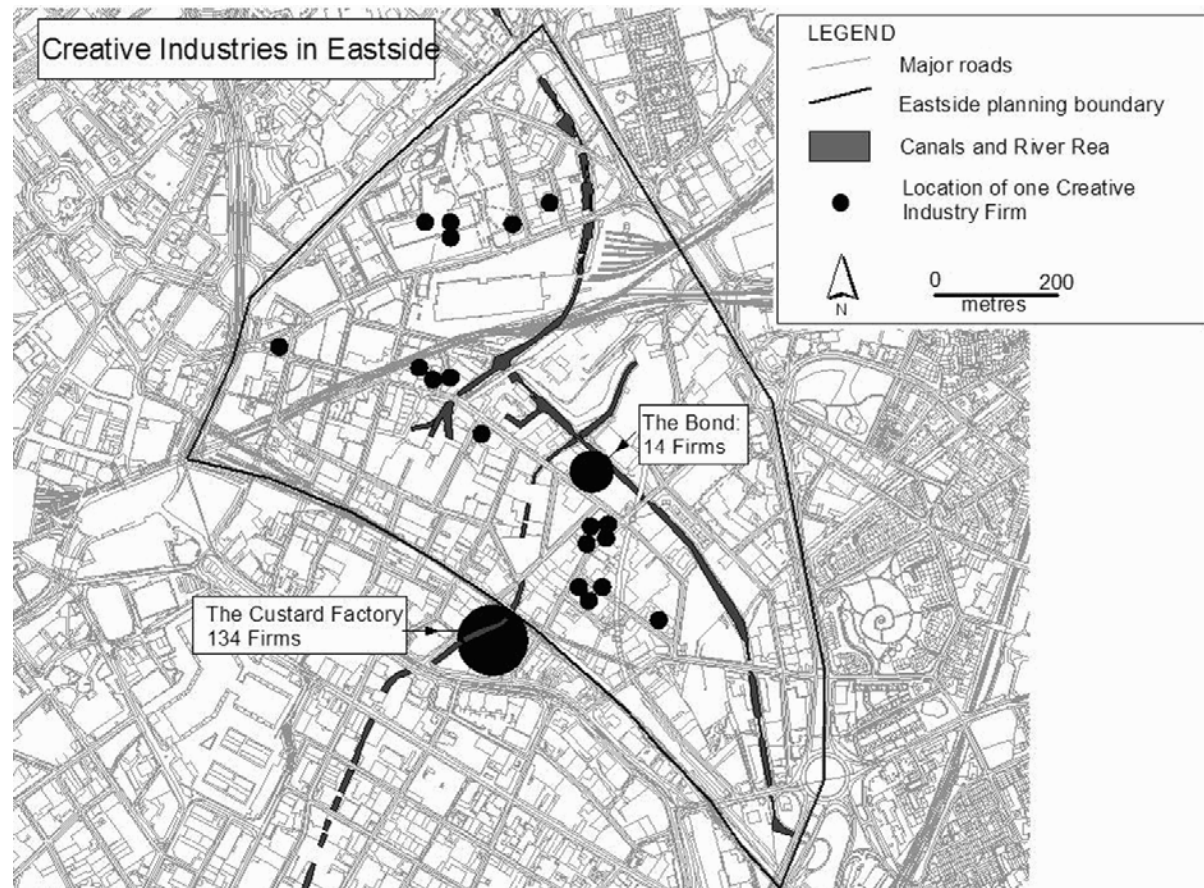 Creative Industries in Eastside
LEGEND
Major roads
Eastside planning boundary
Canals and River Rea
Location of one Creative
Industry Firm
N
0 200
metres
The Bond:
14 Firms
The Custard Factory
134 Firms